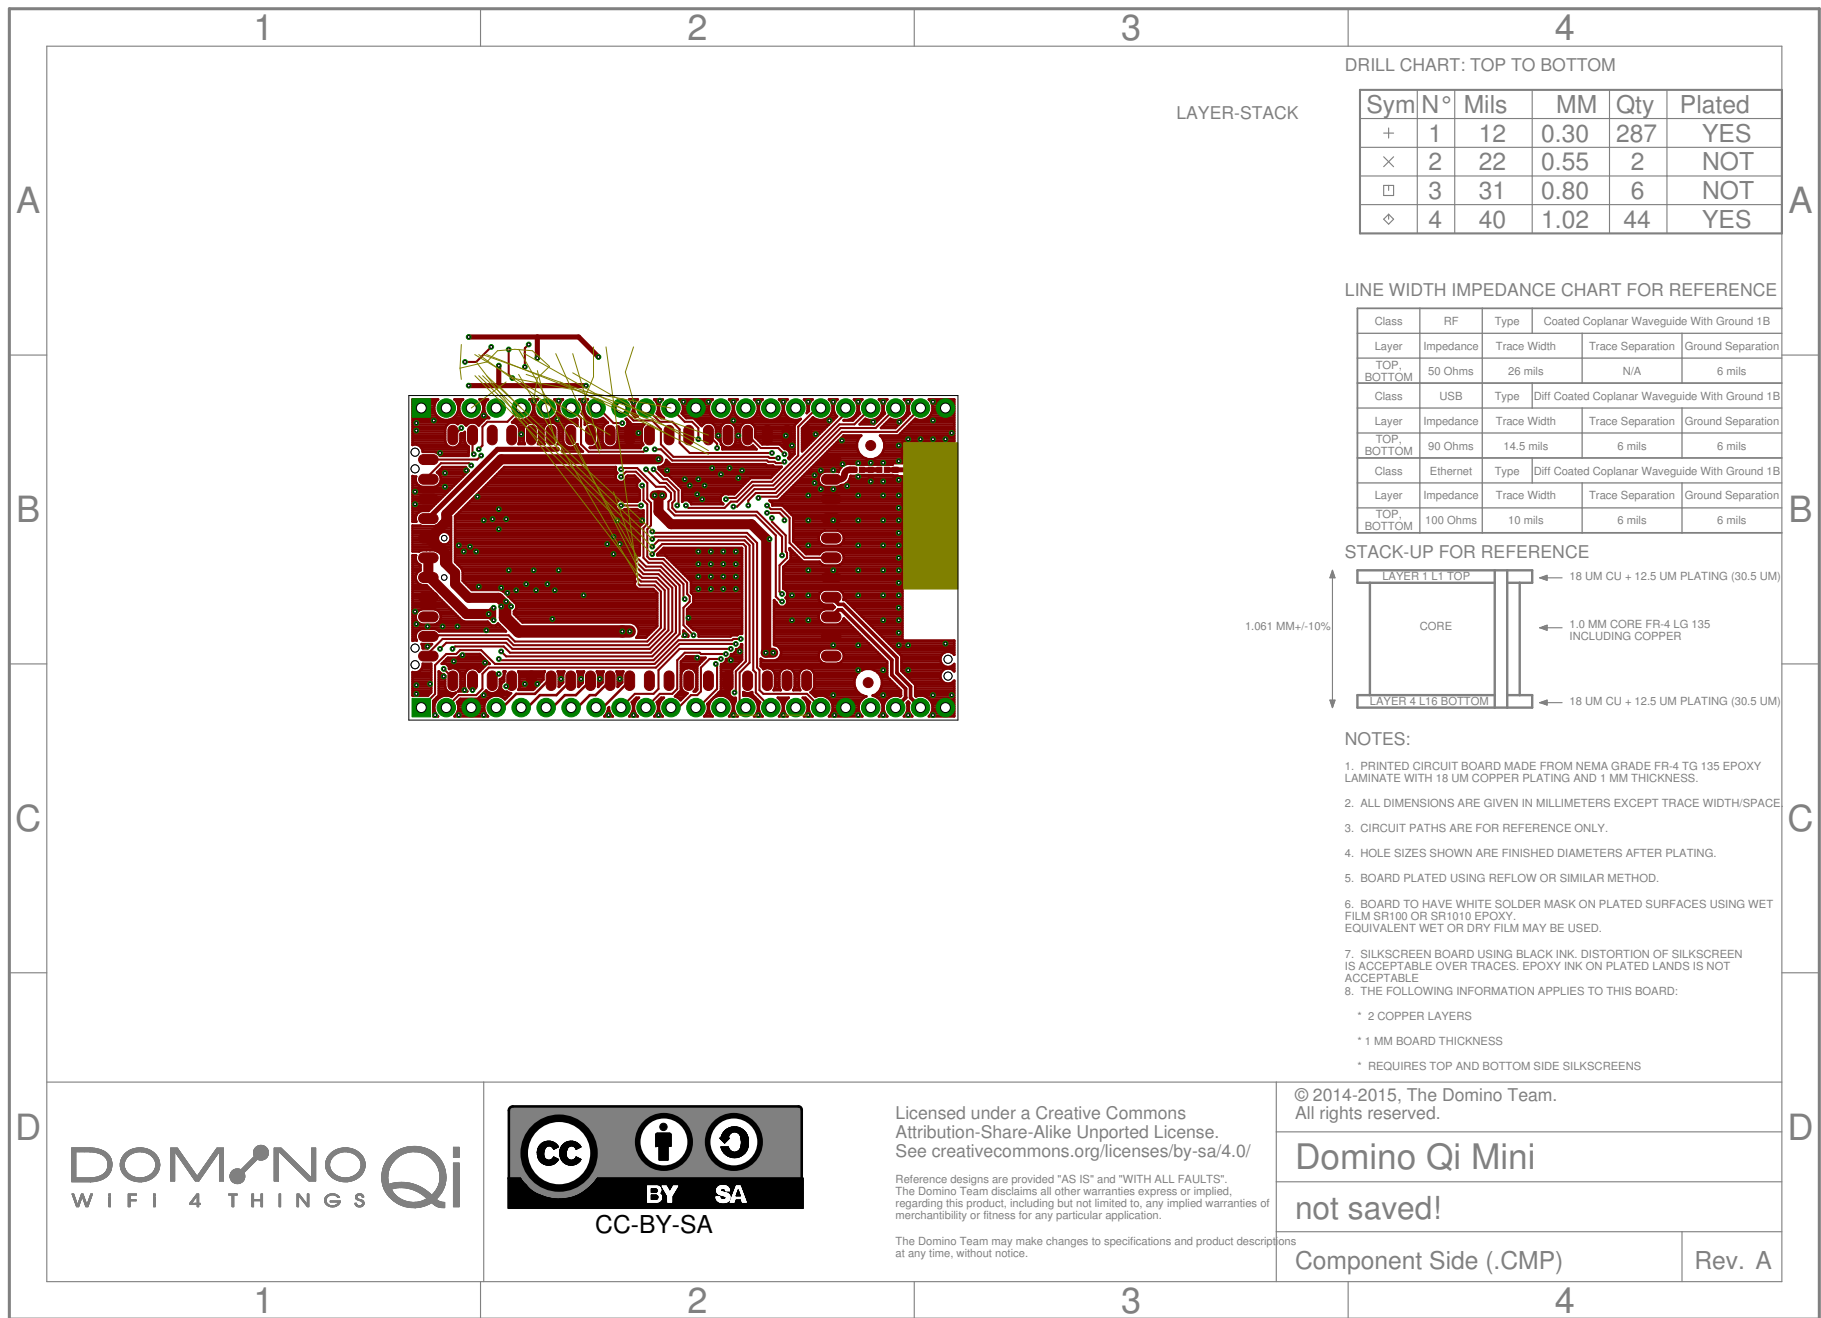 1 2 3 4
A
B
C
D
A
B
C
D
LAYER-STACK
DRILL CHART: TOP TO BOTTOM
Sym N° Mils MM Qty Plated
+ 1 12 0.30 287 YES
× 2 22 0.55 2 NOT
3 31 0.80 6 NOT
4 40 1.02 44 YES
LINE WIDTH IMPEDANCE CHART FOR REFERENCE
Class RF Type Coated Coplanar Waveguide With Ground 1B
Layer Impedance Trace Width Trace Separation Ground Separation
TOP,
BOTTOM 50 Ohms 26 mils N/A 6 mils
Class USB Type Diff Coated Coplanar Waveguide With Ground 1B
Layer Impedance Trace Width Trace Separation Ground Separation
TOP,
BOTTOM 90 Ohms 14.5 mils 6 mils 6 mils
Class Ethernet Type Diff Coated Coplanar Waveguide With Ground 1B
Layer Impedance Trace Width Trace Separation Ground Separation
TOP,
BOTTOM 100 Ohms 10 mils 6 mils 6 mils
STACK-UP FOR REFERENCE
LAYER 1 L1 TOP 18 UM CU + 12.5 UM PLATING (30.5 UM)
1.061 MM+/-10% CORE 1.0 MM CORE FR-4 LG 135
INCLUDING COPPER
LAYER 4 L16 BOTTOM 18 UM CU + 12.5 UM PLATING (30.5 UM)
NOTES:
1. PRINTED CIRCUIT BOARD MADE FROM NEMA GRADE FR-4 TG 135 EPOXY
LAMINATE WITH 18 UM COPPER PLATING AND 1 MM THICKNESS.
2. ALL DIMENSIONS ARE GIVEN IN MILLIMETERS EXCEPT TRACE WIDTH/SPACE
3. CIRCUIT PATHS ARE FOR REFERENCE ONLY.
4. HOLE SIZES SHOWN ARE FINISHED DIAMETERS AFTER PLATING.
5. BOARD PLATED USING REFLOW OR SIMILAR METHOD.
6. BOARD TO HAVE WHITE SOLDER MASK ON PLATED SURFACES USING WET
FILM SR100 OR SR1010 EPOXY.
EQUIVALENT WET OR DRY FILM MAY BE USED.
7. SILKSCREEN BOARD USING BLACK INK. DISTORTION OF SILKSCREEN
IS ACCEPTABLE OVER TRACES. EPOXY INK ON PLATED LANDS IS NOT
ACCEPTABLE
8. THE FOLLOWING INFORMATION APPLIES TO THIS BOARD:
* 2 COPPER LAYERS
* 1 MM BOARD THICKNESS
* REQUIRES TOP AND BOTTOM SIDE SILKSCREENS
DOMINO Qi
WIFI 4 THINGS
cc
BY SA
CC-BY-SA
Licensed under a Creative Commons
Attribution-Share-Alike Unported License.
See creativecommons.org/licenses/by-sa/4.0/
Reference designs are provided "AS IS" and "WITH ALL FAULTS".
The Domino Team disclaims all other warranties express or implied,
regarding this product, including but not limited to, any implied warranties of
merchantibility or fitness for any particular application.
The Domino Team may make changes to specifications and product descriptions
at any time, without notice.
© 2014-2015, The Domino Team.
All rights reserved.
Domino Qi Mini
not saved!
Component Side (.CMP) Rev. A
1 2 3 4